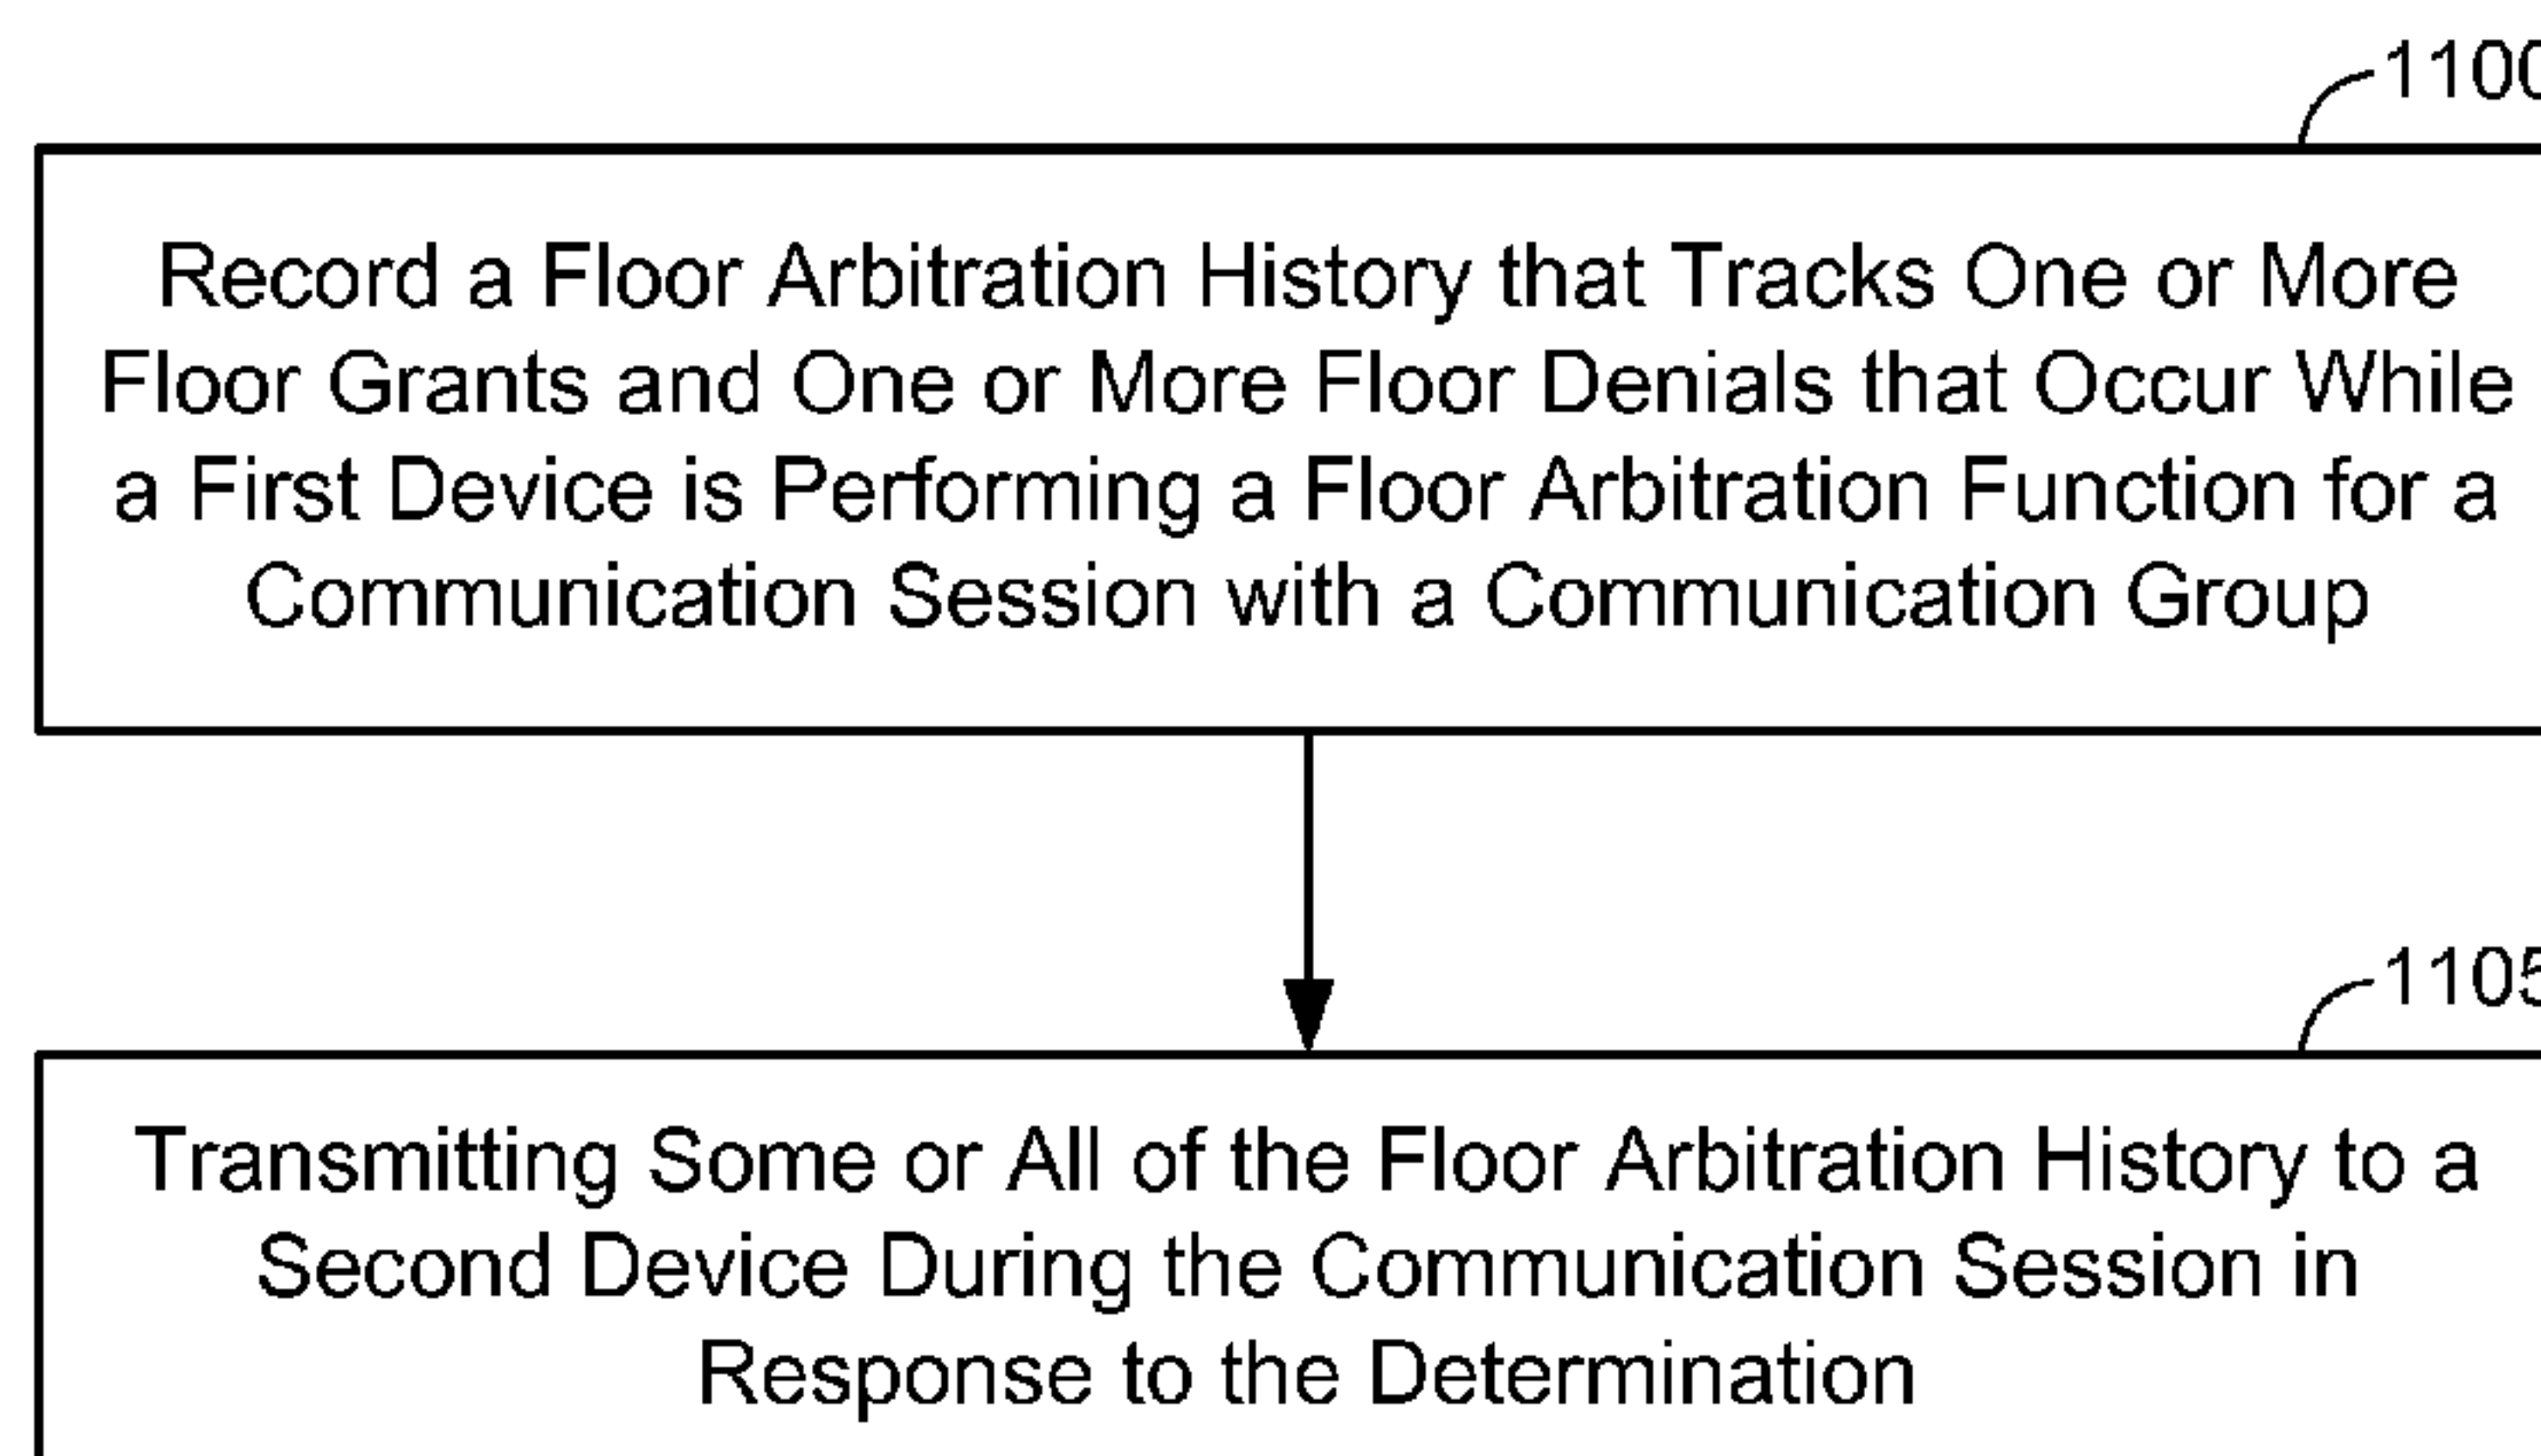 1100
Record a Floor Arbitration History that Tracks One or More
Floor Grants and One or More Floor Denials that Occur While
a First Device is Performing a Floor Arbitration Function for a
Communication Session with a Communication Group
1105
Transmitting Some or All of the Floor Arbitration History to a
Second Device During the Communication Session in
Response to the Determination